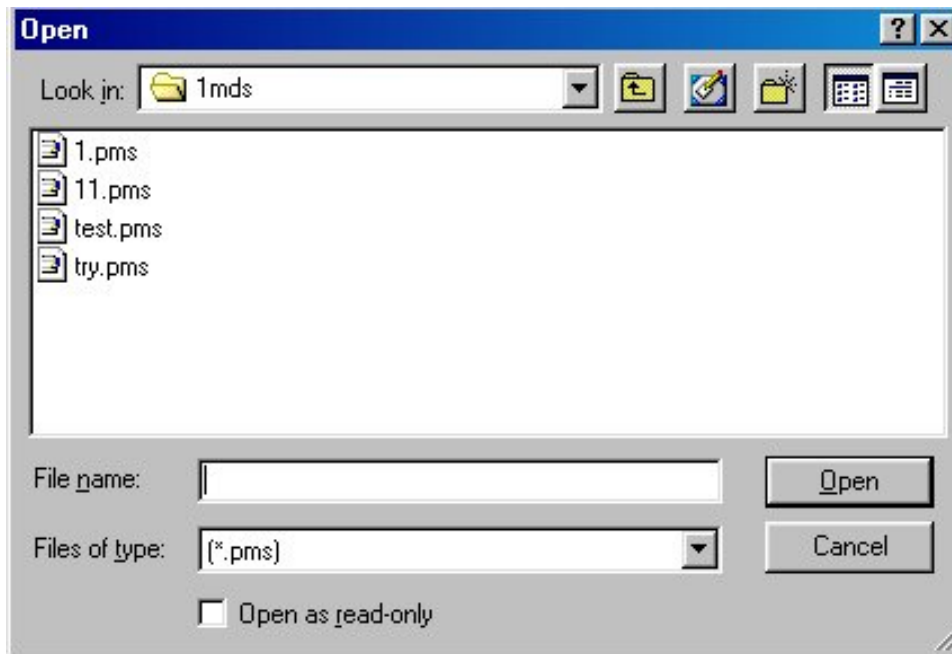 Open
Look in: 1mds
1.pms
11.pms
test.pms
try.pms
File name: Open
Files of type: (*.pms) Cancel
Open as read-only